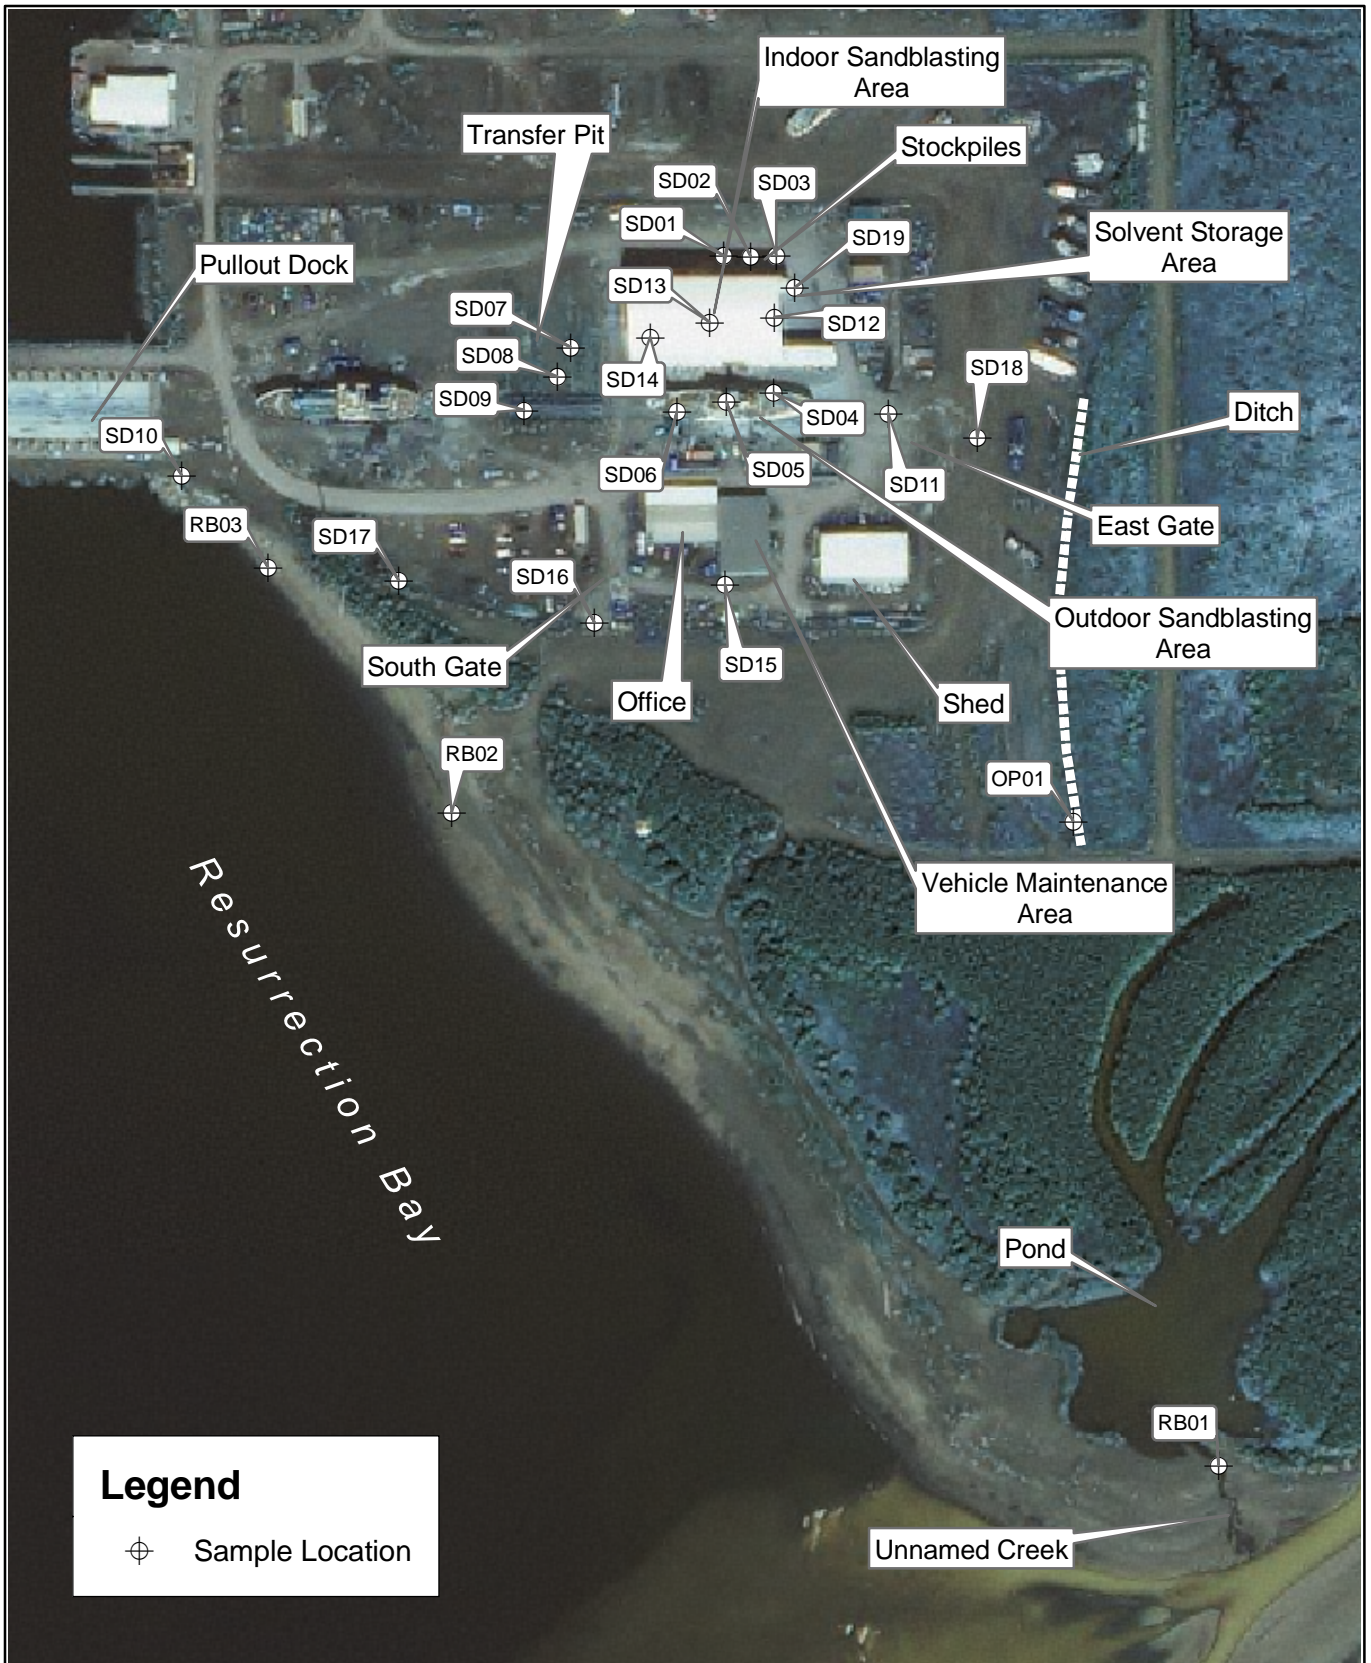 Indoor Sandblasting
Area
Transfer Pit
Stockpiles
SD02
SD03
SD01
SD19
Solvent Storage
Area
Pullout Dock
SD13
SD07
SD12
SD08
SD14
SD18
SD09
SD04
Ditch
SD10
SD06
SD05
SD11
RB03
East Gate
SD17
SD16
Outdoor Sandblasting
Area
South Gate
SD15
Office
Shed
RB02
OP01
Vehicle Maintenance
Area
Resurrection Bay
Pond
RB01
Legend
Sample Location
Unnamed Creek